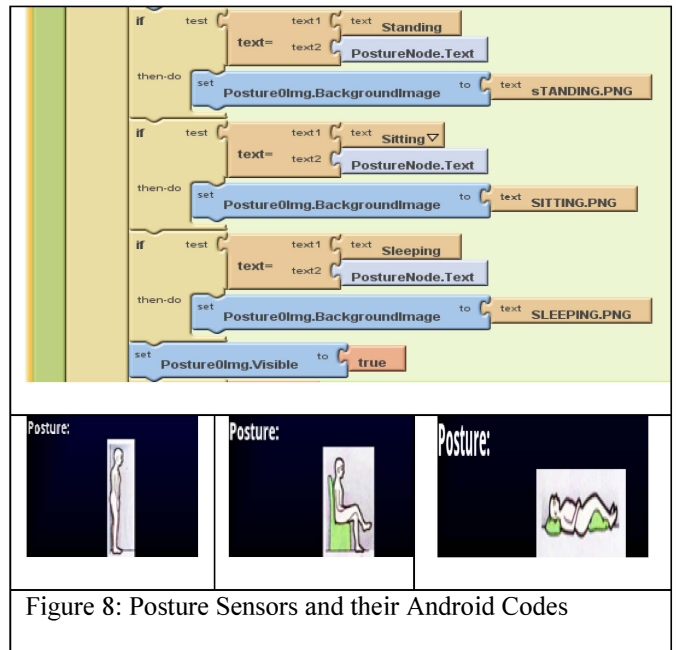 if test text1 text Standing
text= text2 PostureNode.Text
then-do set Posture0Img.BackgroundImage to text sTANDING.PNG
if test text1 text Sitting
text= text2 PostureNode.Text
then-do set Posture0Img.BackgroundImage to text SITTING.PNG
if test text1 text Sleeping
text= text2 PostureNode.Text
then-do set Posture0Img.BackgroundImage to text SLEEPING.PNG
set Posture0Img.Visible to true
Posture: Posture: Posture:
Figure 8: Posture Sensors and their Android Codes